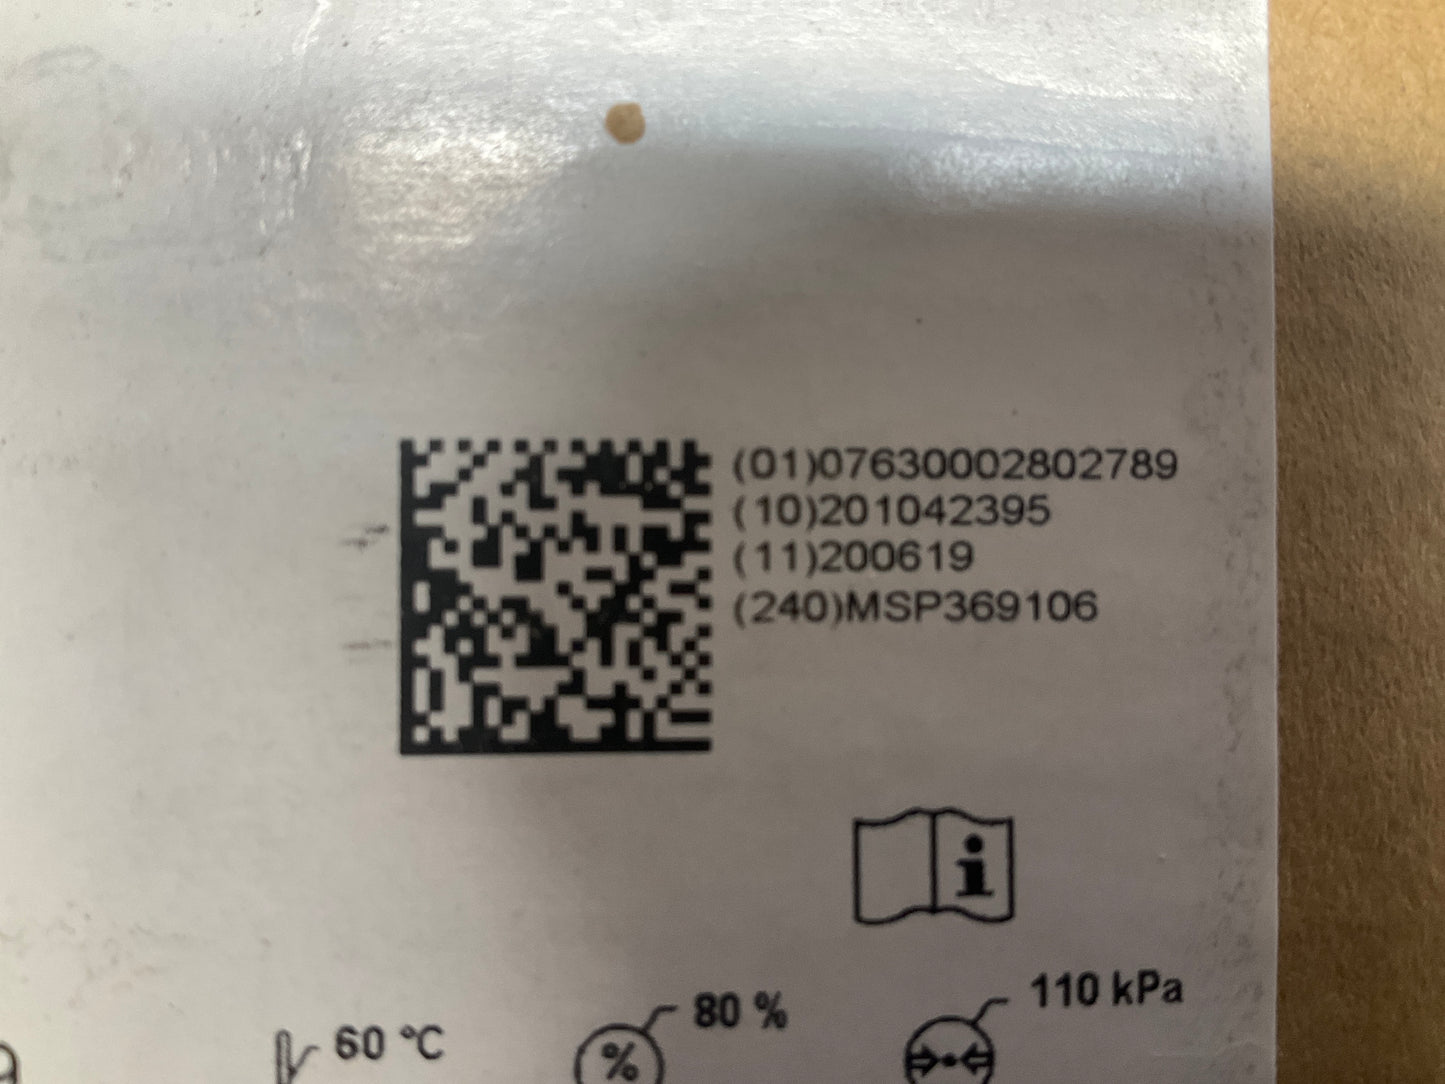 (01)07630002802789
(10)201042395
(11)200619
(240)MSP369106
60 °C
80 %
%
110 kPa